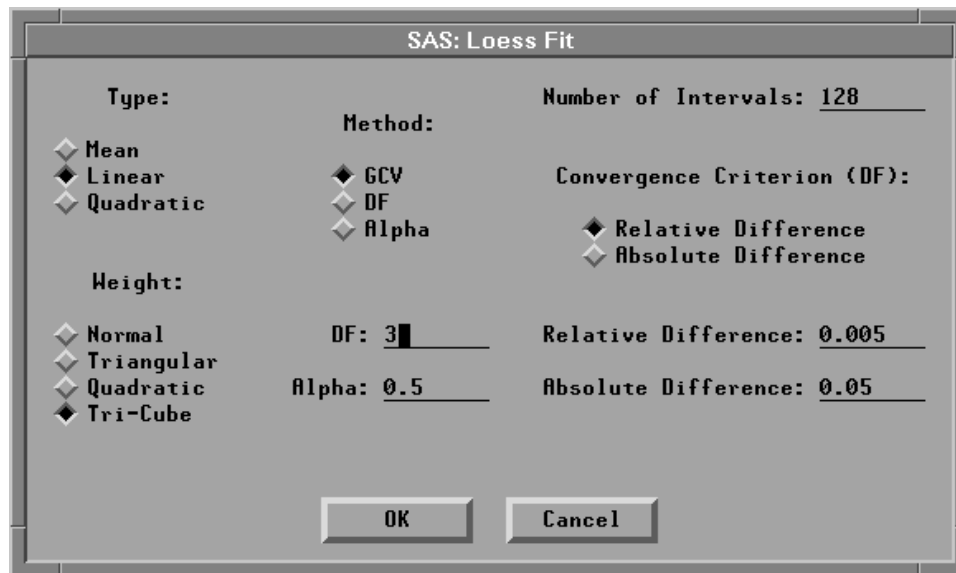 SAS: Loess Fit
Type:
Mean
Linear
Quadratic
Method:
GCV
DF
Alpha
Number of Intervals: 128
Convergence Criterion (DF):
Relative Difference
Absolute Difference
Weight:
Normal
Triangular
Quadratic
Tri-Cube
DF: 3
Alpha: 0.5
Relative Difference: 0.005
Absolute Difference: 0.05
OK
Cancel